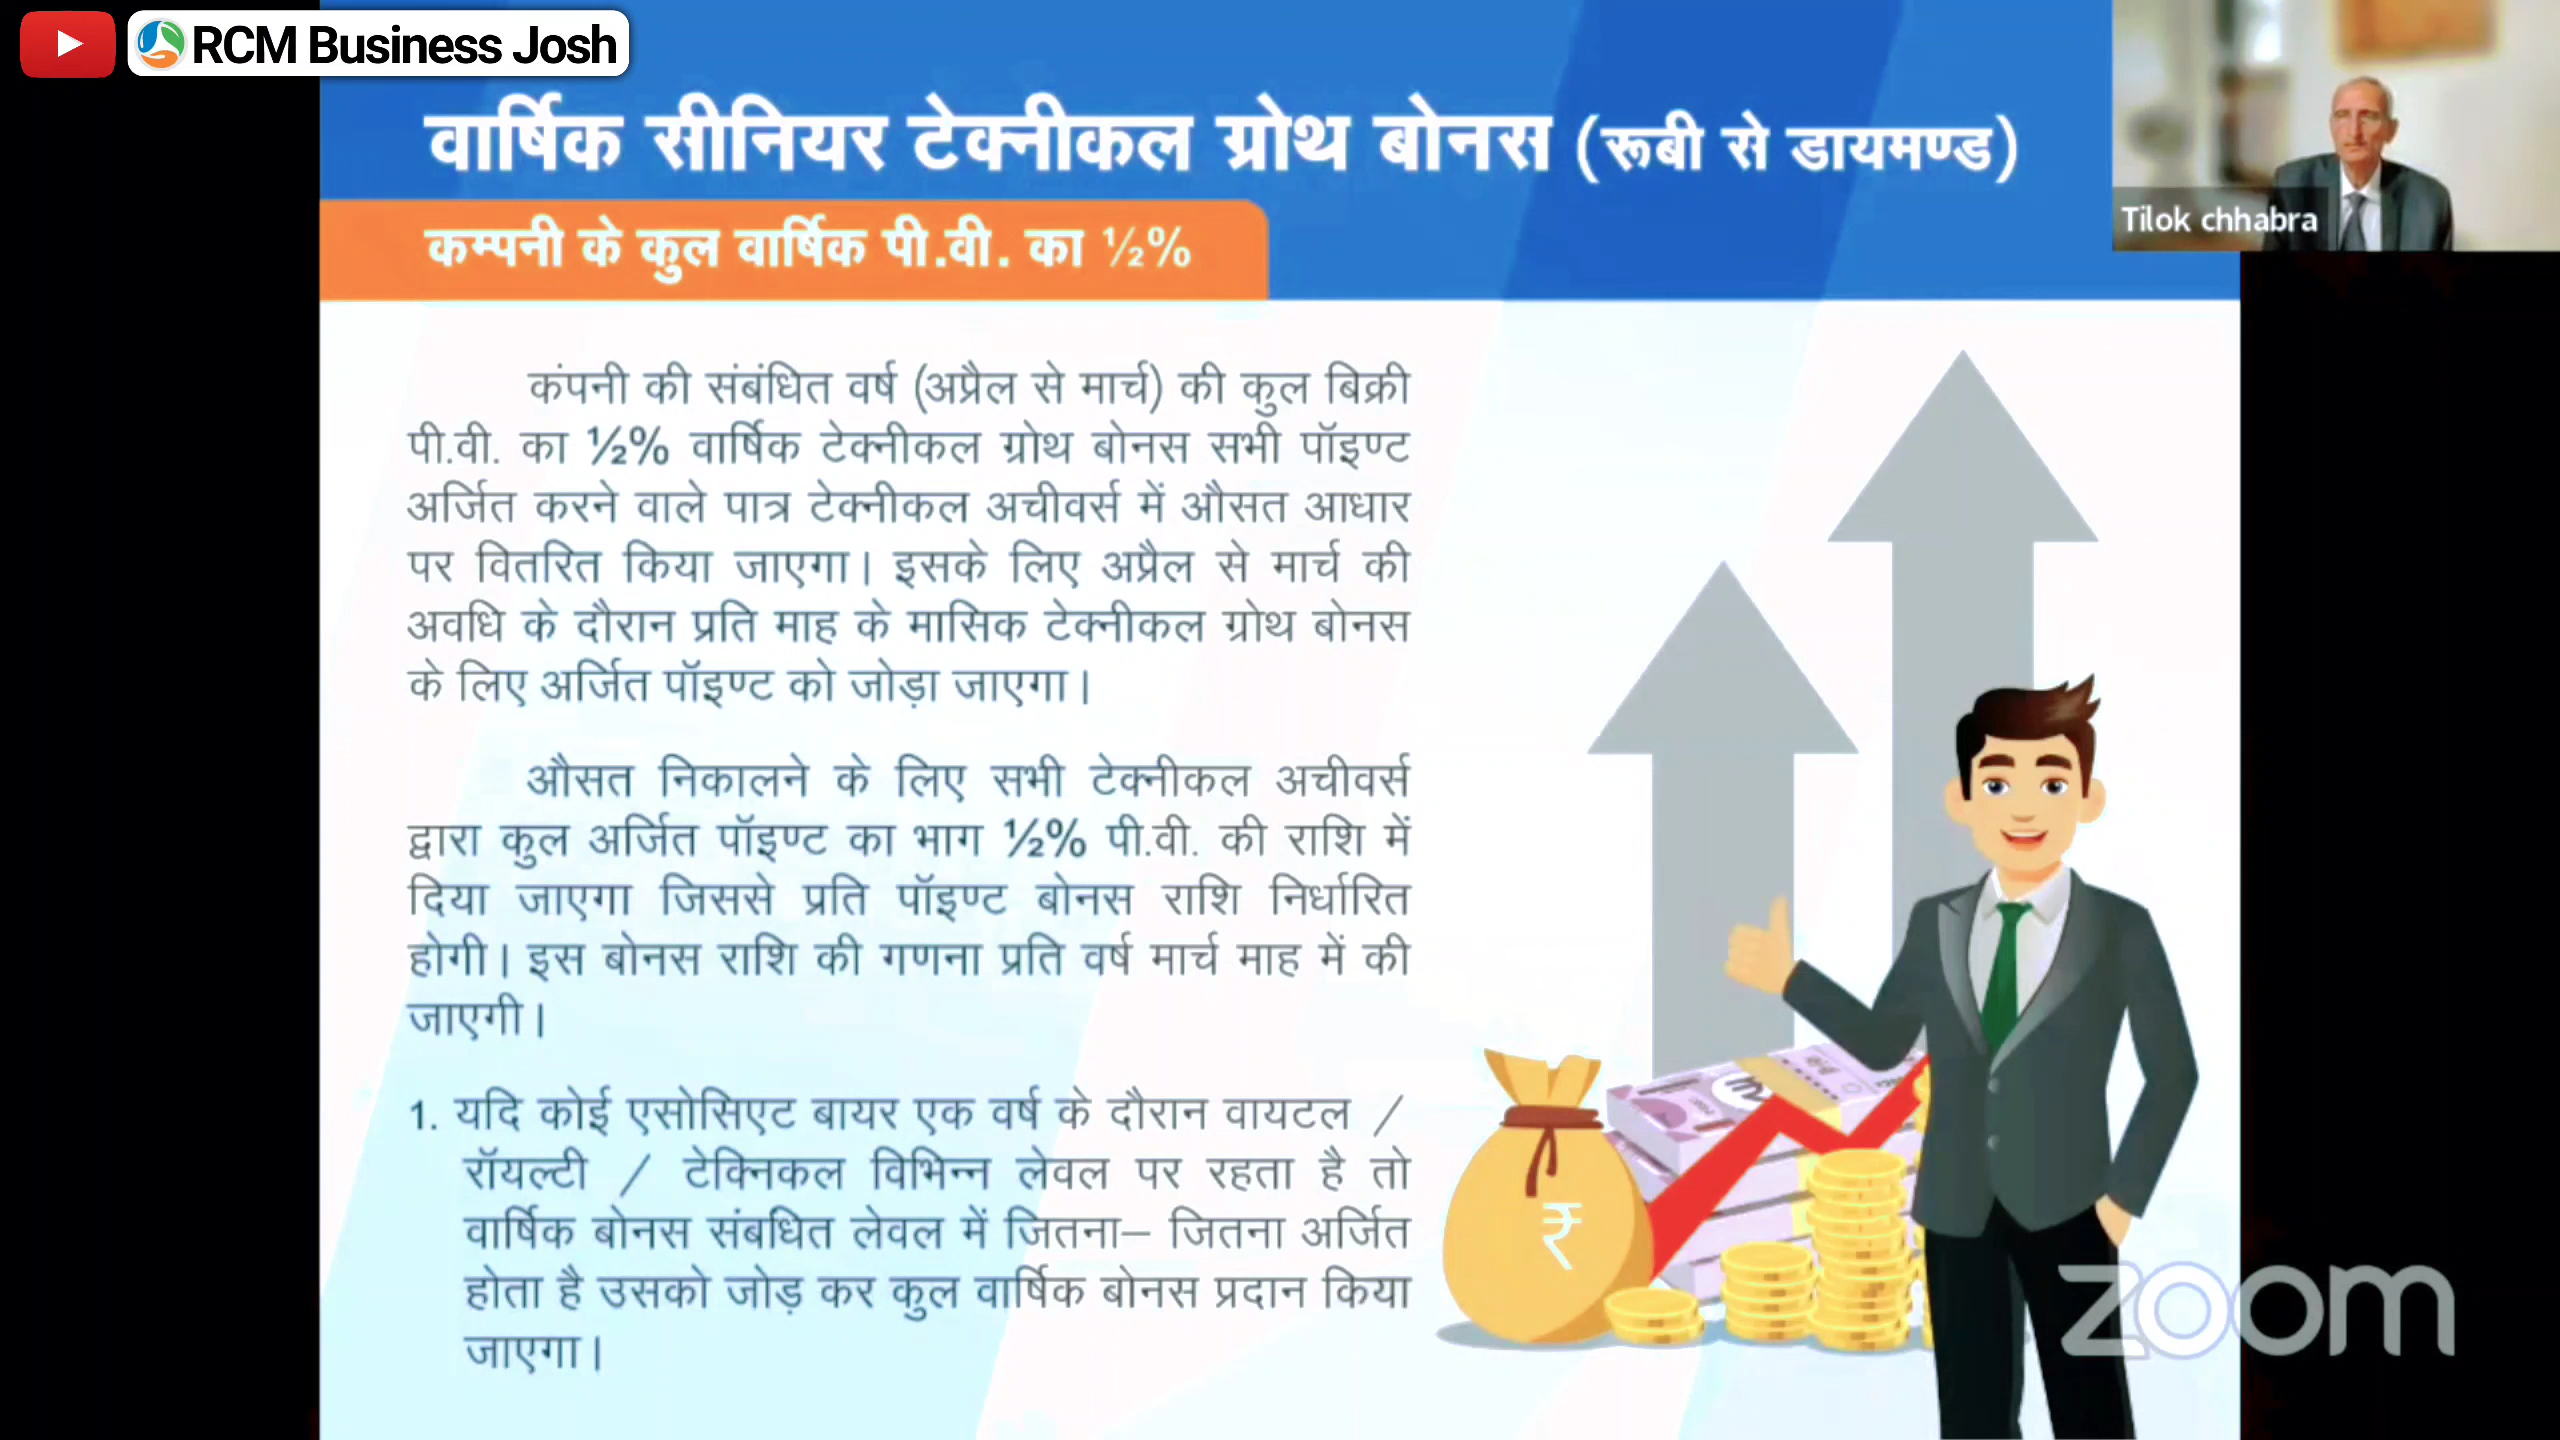 RCM Business Josh
वार्षिक सीनियर टेक्नीकल ग्रोथ बोनस (रूबी से डायमण्ड)
Tilok chhabra
कम्पनी के कुल वार्षिक पी.वी. का ½%
कंपनी की संबंधित वर्ष (अप्रैल से मार्च) की कुल बिक्री
पी.वी. का ½% वार्षिक टेक्नीकल ग्रोथ बोनस सभी पॉइण्ट
अर्जित करने वाले पात्र टेक्नीकल अचीवर्स में औसत आधार
पर वितरित किया जाएगा। इसके लिए अप्रैल से मार्च की
अवधि के दौरान प्रति माह के मासिक टेक्नीकल ग्रोथ बोनस
के लिए अर्जित पॉइण्ट को जोड़ा जाएगा।
औसत निकालने के लिए सभी टेक्नीकल अचीवर्स
द्वारा कुल अर्जित पॉइण्ट का भाग ½% पी.वी. की राशि में
दिया जाएगा जिससे प्रति पॉइण्ट बोनस राशि निर्धारित
होगी। इस बोनस राशि की गणना प्रति वर्ष मार्च माह में की
जाएगी।
1. यदि कोई एसोसिएट बायर एक वर्ष के दौरान वायटल /
रॉयल्टी / टेक्निकल विभिन्न लेवल पर रहता है तो
वार्षिक बोनस संबधित लेवल में जितना– जितना अर्जित
होता है उसको जोड़ कर कुल वार्षिक बोनस प्रदान किया
जाएगा।
₹
zoom